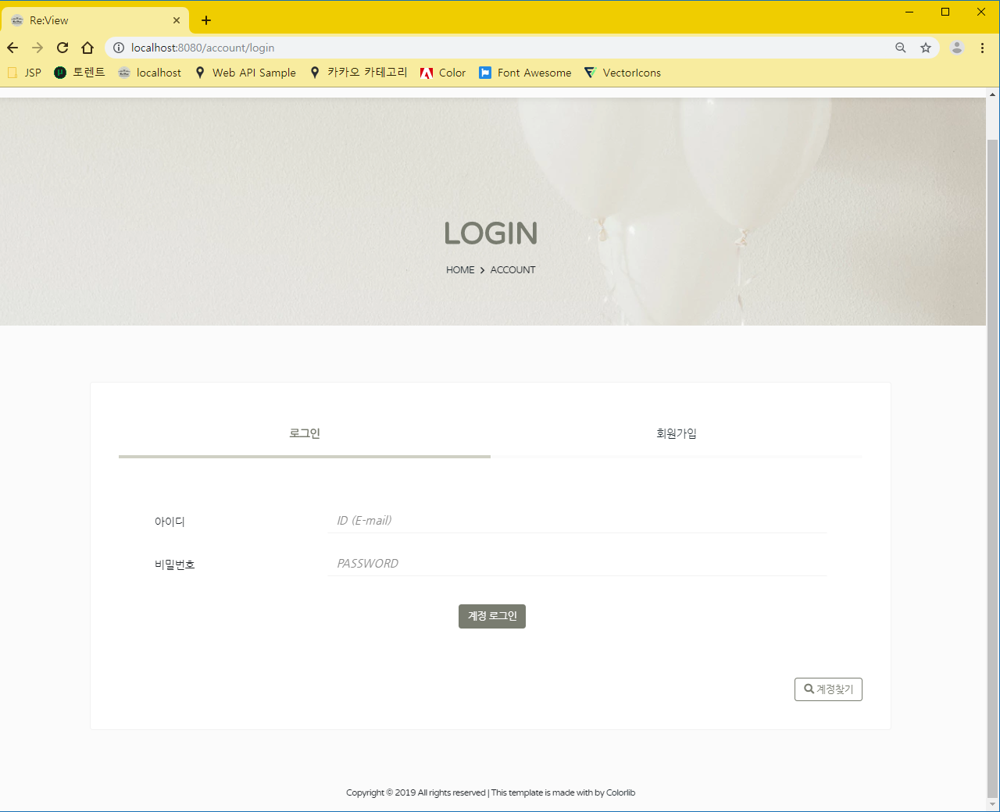 Re:View
localhost:8080/account/login
JSP 토렌트 localhost Web API Sample 카카오 카테고리 Color Font Awesome VectorIcons
LOGIN
HOME > ACCOUNT
로그인 회원가입
아이디 ID (E-mail)
비밀번호 PASSWORD
계정 로그인
계정찾기
Copyright © 2019 All rights reserved | This template is made with by Colorlib